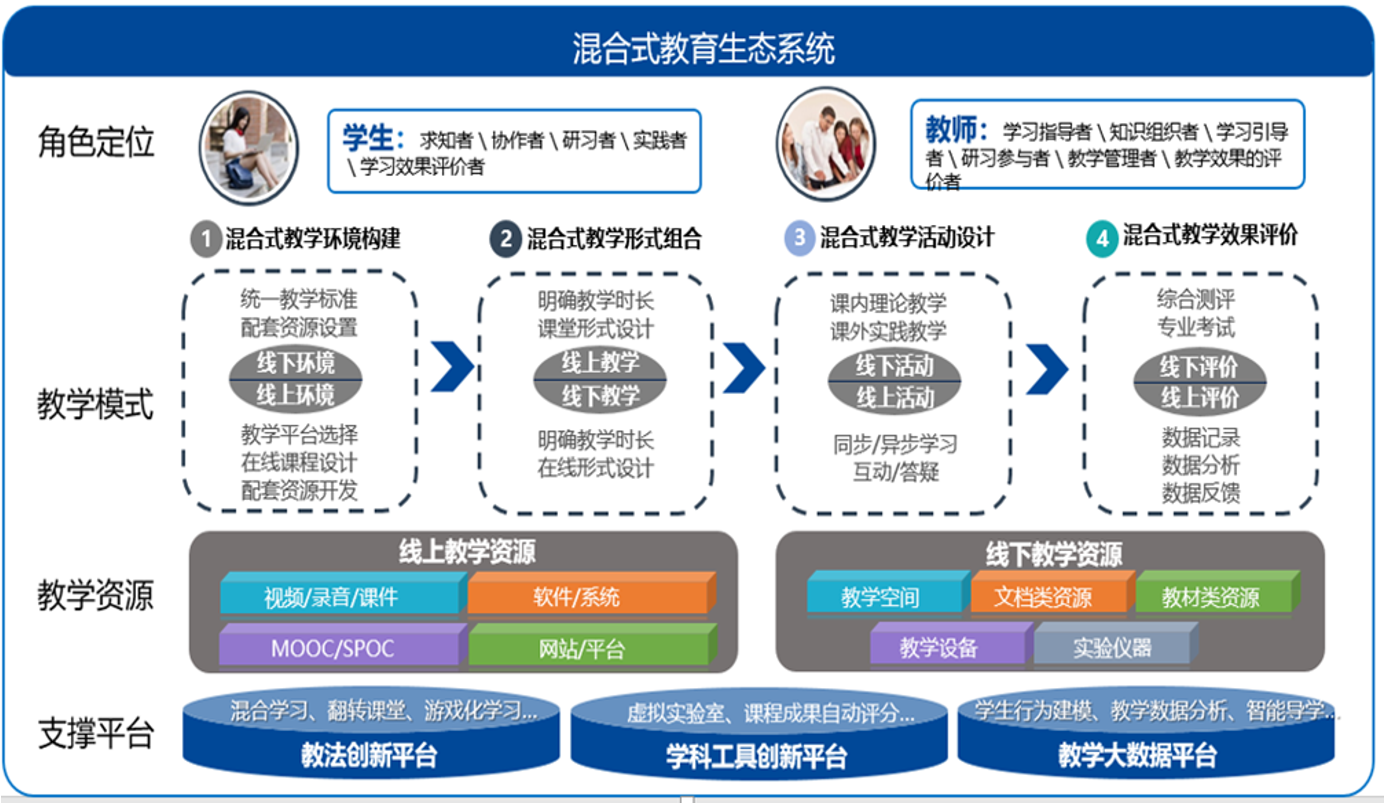 混合式教育生态系统
角色定位
学生：求知者 \ 协作者 \ 研习者 \ 实践者
\ 学习效果评价者
教师：学习指导者 \ 知识组织者 \ 学习引导
者 \ 研习参与者 \ 教学管理者 \ 教学效果的评
价者
教学模式
1 混合式教学环境构建
统一教学标准
配套资源设置
线下环境
线上环境
教学平台选择
在线课程设计
配套资源开发
2 混合式教学形式组合
明确教学时长
课堂形式设计
线上教学
线下教学
明确教学时长
在线形式设计
3 混合式教学活动设计
课内理论教学
课外实践教学
线下活动
线上活动
同步/异步学习
互动/答疑
4 混合式教学效果评价
综合测评
专业考试
线下评价
线上评价
数据记录
数据分析
数据反馈
教学资源
线上教学资源
视频/录音/课件
软件/系统
MOOC/SPOC
网站/平台
线下教学资源
教学空间
文档类资源
教材类资源
教学设备
实验仪器
支撑平台
混合学习、翻转课堂、游戏化学习...
教法创新平台
虚拟实验室、课程成果自动评分...
学科工具创新平台
学生行为建模、教学数据分析、智能导学...
教学大数据平台